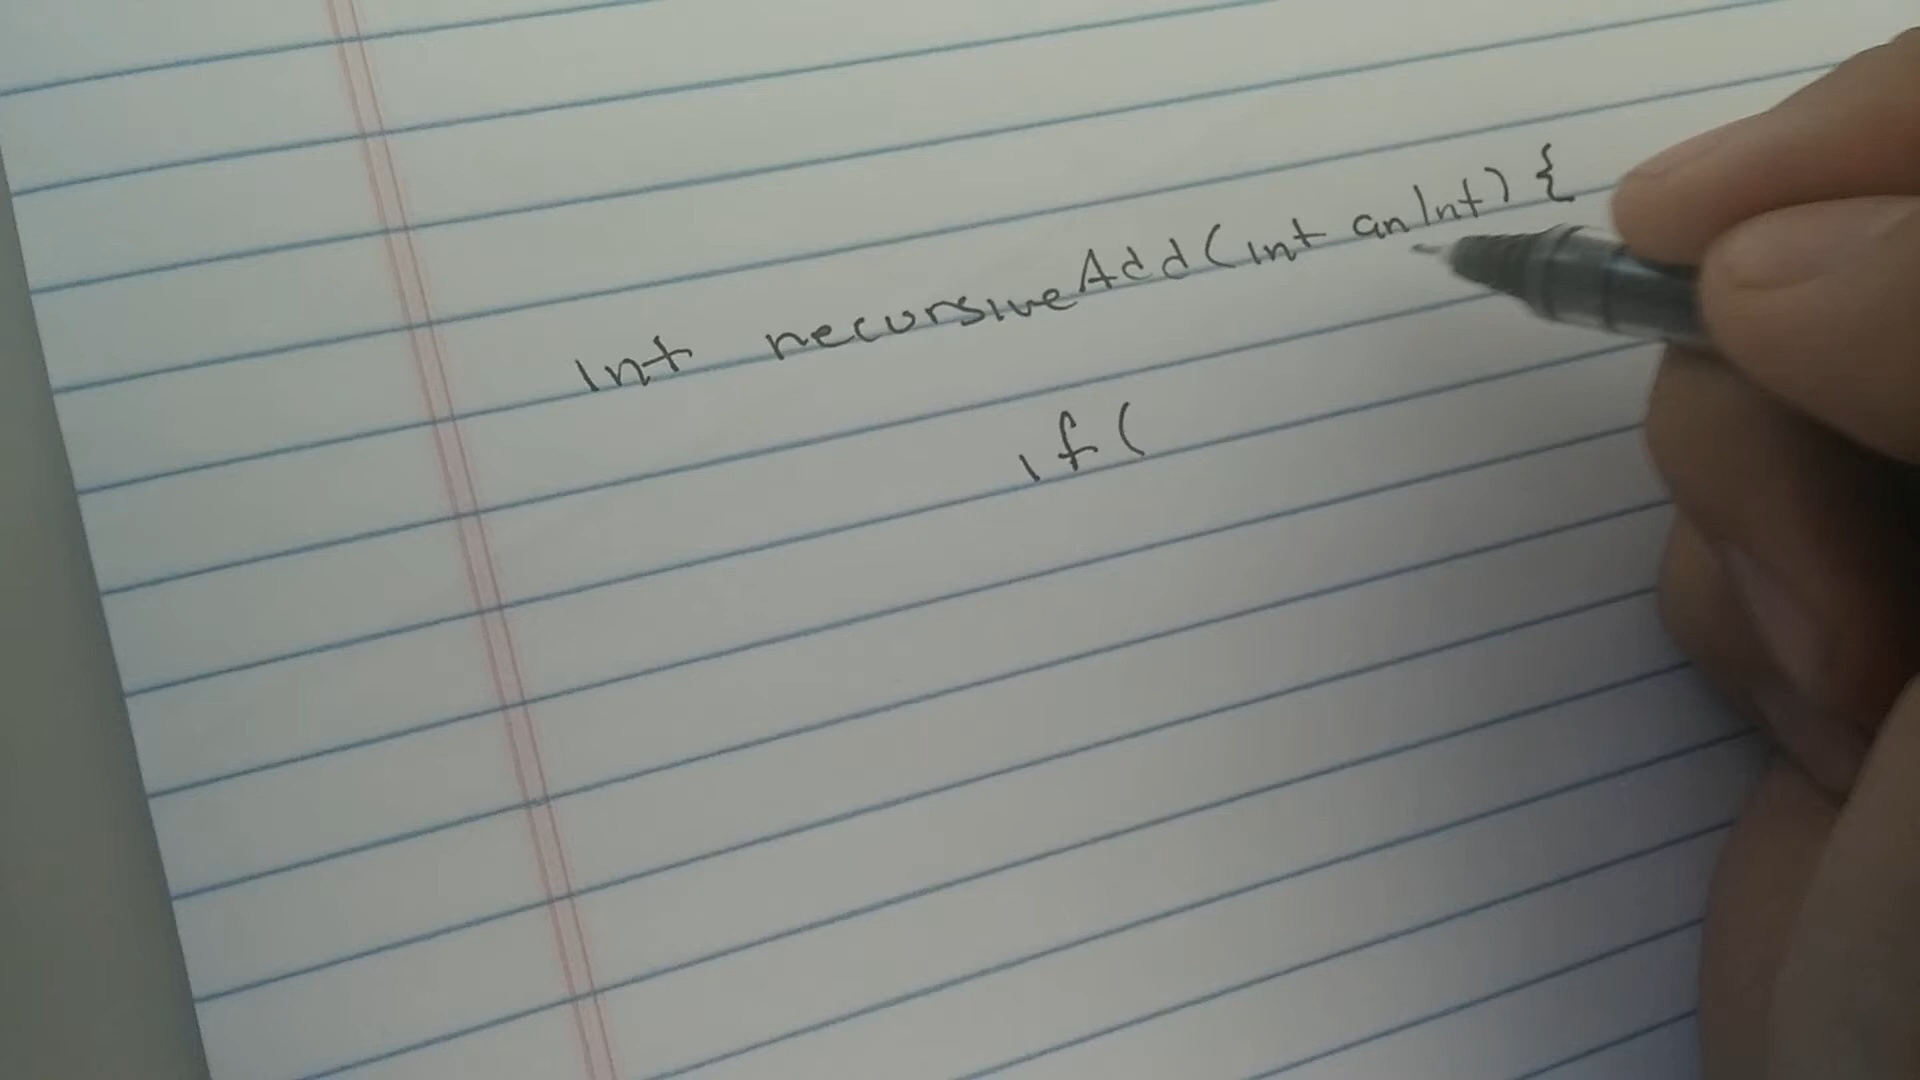 int recursiveAdd(int anInt) {
if (